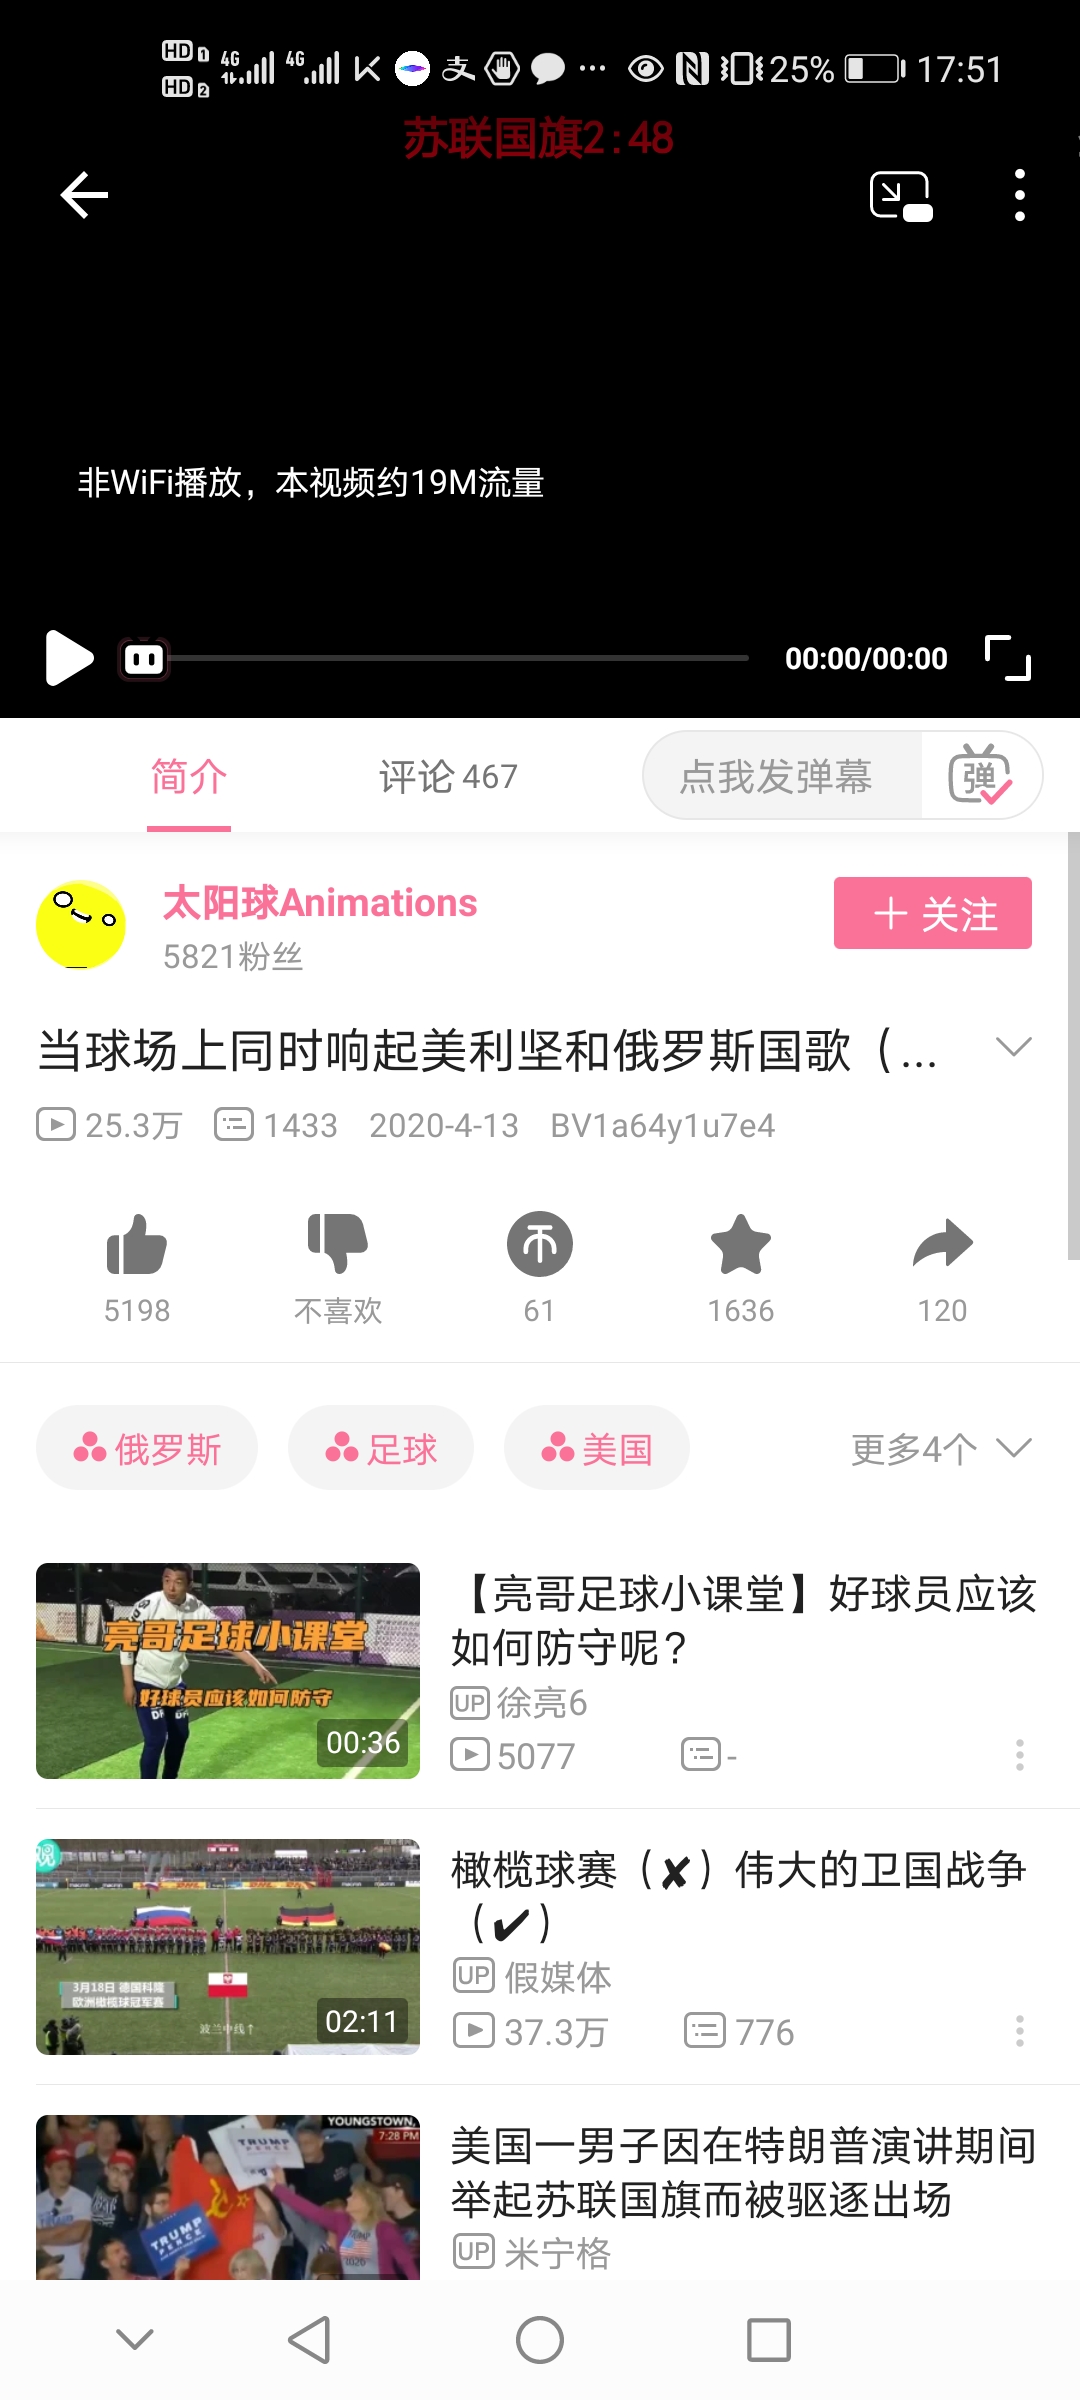 HD 1 4G 4G 25% 17:51
HD 2
苏联国旗2:48
非WiFi播放，本视频约19M流量
00:00/00:00
简介 评论 467 点我发弹幕 弹
太阳球Animations
5821粉丝
＋ 关注
当球场上同时响起美利坚和俄罗斯国歌（...
25.3万 1433 2020-4-13 BV1a64y1u7e4
5198 不喜欢 61 1636 120
俄罗斯 足球 美国 更多4个
亮哥足球小课堂
好球员应该如何防守
00:36
【亮哥足球小课堂】好球员应该
如何防守呢？
UP 徐亮6
5077 -
观
3月18日 德国科隆
欧洲橄榄球冠军赛
波兰中线↑
02:11
橄榄球赛（✘）伟大的卫国战争
（✔）
UP 假媒体
37.3万 776
YOUNGSTOWN,
7:28 PM
TRUMP
PENCE
TRUMP
PENCE
2020
美国一男子因在特朗普演讲期间
举起苏联国旗而被驱逐出场
UP 米宁格